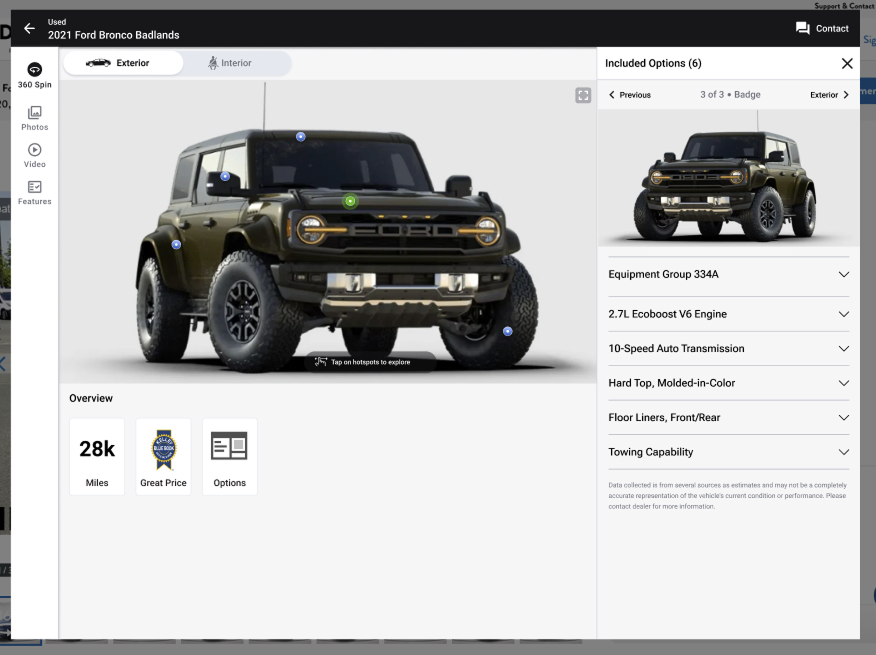 Support & Contact
Used
2021 Ford Bronco Badlands
Contact
360 Spin
Photos
Video
Features
Exterior
Interior
FORD
Tap on hotspots to explore
Overview
28k
Miles
KELLEY
BLUE BOOK
Great Price
Options
Included Options (6)
Previous
3 of 3 • Badge
Exterior
Equipment Group 334A
2.7L Ecoboost V6 Engine
10-Speed Auto Transmission
Hard Top, Molded-in-Color
Floor Liners, Front/Rear
Towing Capability
Data collected is from several sources as estimates and may not be a completely
accurate representation of the vehicle's current condition or performance. Please
contact dealer for more information.